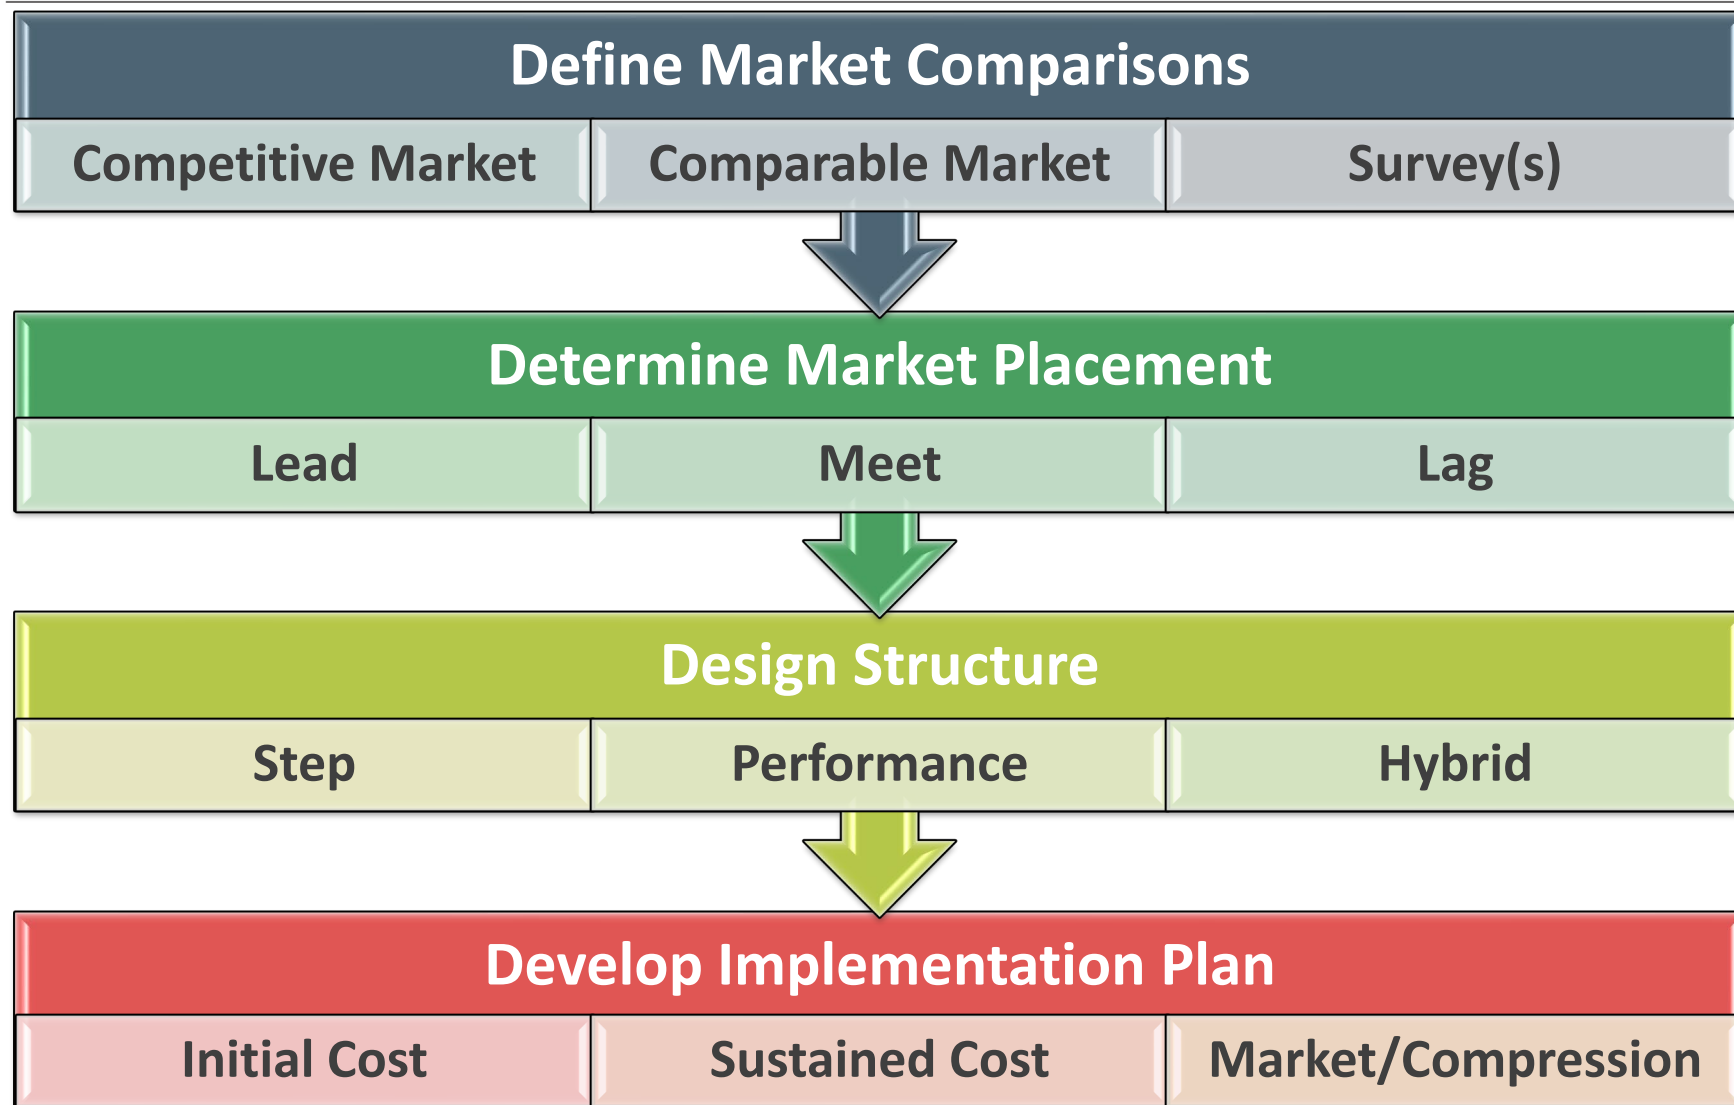 Define Market Comparisons
Competitive Market
Comparable Market
Survey(s)
Determine Market Placement
Lead
Meet
Lag
Design Structure
Step
Performance
Hybrid
Develop Implementation Plan
Initial Cost
Sustained Cost
Market/Compression